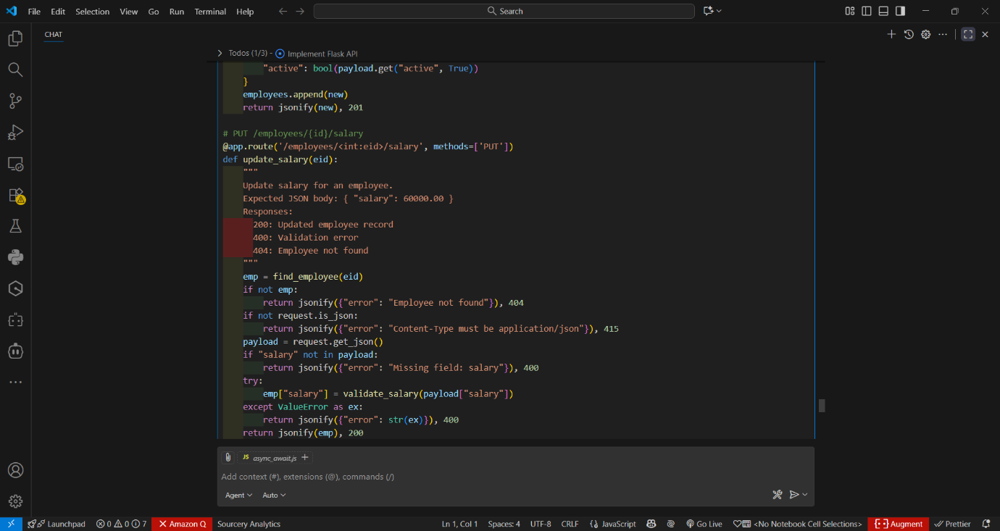 File Edit Selection View Go Run Terminal Help Search
CHAT
Todos (1/3) - Implement Flask API
"active": bool(payload.get("active", True))
}
employees.append(new)
return jsonify(new), 201
# PUT /employees/{id}/salary
@app.route('/employees/<int:eid>/salary', methods=['PUT'])
def update_salary(eid):
"""
Update salary for an employee.
Expected JSON body: { "salary": 60000.00 }
Responses:
200: Updated employee record
400: Validation error
404: Employee not found
"""
emp = find_employee(eid)
if not emp:
return jsonify({"error": "Employee not found"}), 404
if not request.is_json:
return jsonify({"error": "Content-Type must be application/json"}), 415
payload = request.get_json()
if "salary" not in payload:
return jsonify({"error": "Missing field: salary"}), 400
try:
emp["salary"] = validate_salary(payload["salary"])
except ValueError as ex:
return jsonify({"error": str(ex)}), 400
return jsonify(emp), 200
JS async_await.js +
Add context (#), extensions (@), commands (/)
Agent Auto
Launchpad 0 0 7 Amazon Q Sourcery Analytics Ln 1, Col 1 Spaces: 4 UTF-8 CRLF {} JavaScript Go Live <No Notebook Cell Selections> Augment Prettier